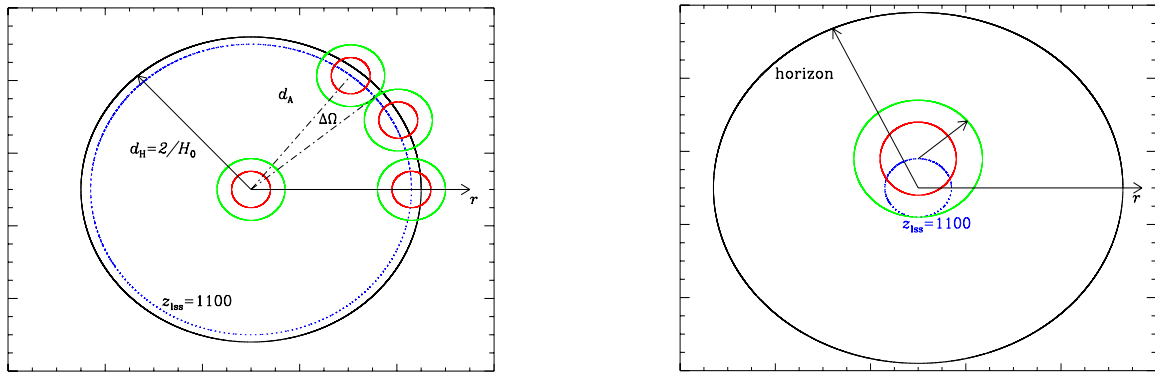 d_A
ΔΩ
d_H=2/H_0
r
z_lss=1100
horizon
r
z_lss=1100